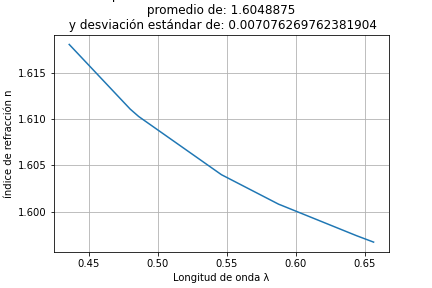 promedio de: 1.6048875
y desviación estándar de: 0.007076269762381904
índice de refracción n
1.615
1.610
1.605
1.600
0.45 0.50 0.55 0.60 0.65
Longitud de onda λ